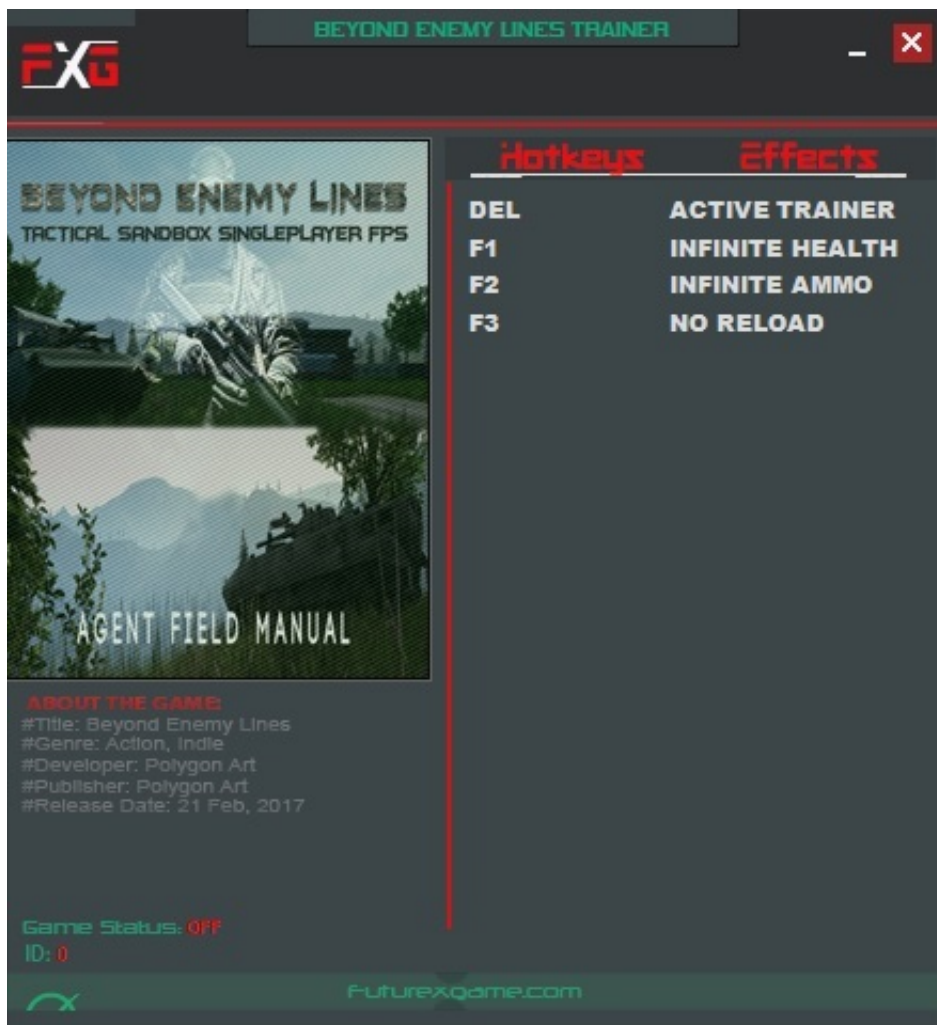 BEYOND ENEMY LINES TRAINER
FXG
Hotkeys Effects
BEYOND ENEMY LINES
TACTICAL SANDBOX SINGLEPLAYER FPS
AGENT FIELD MANUAL
DEL ACTIVE TRAINER
F1 INFINITE HEALTH
F2 INFINITE AMMO
F3 NO RELOAD
ABOUT THE GAME:
#Title: Beyond Enemy Lines
#Genre: Action, Indie
#Developer: Polygon Art
#Publisher: Polygon Art
#Release Date: 21 Feb, 2017
Game Status: OFF
ID: 0
Futurexgame.com